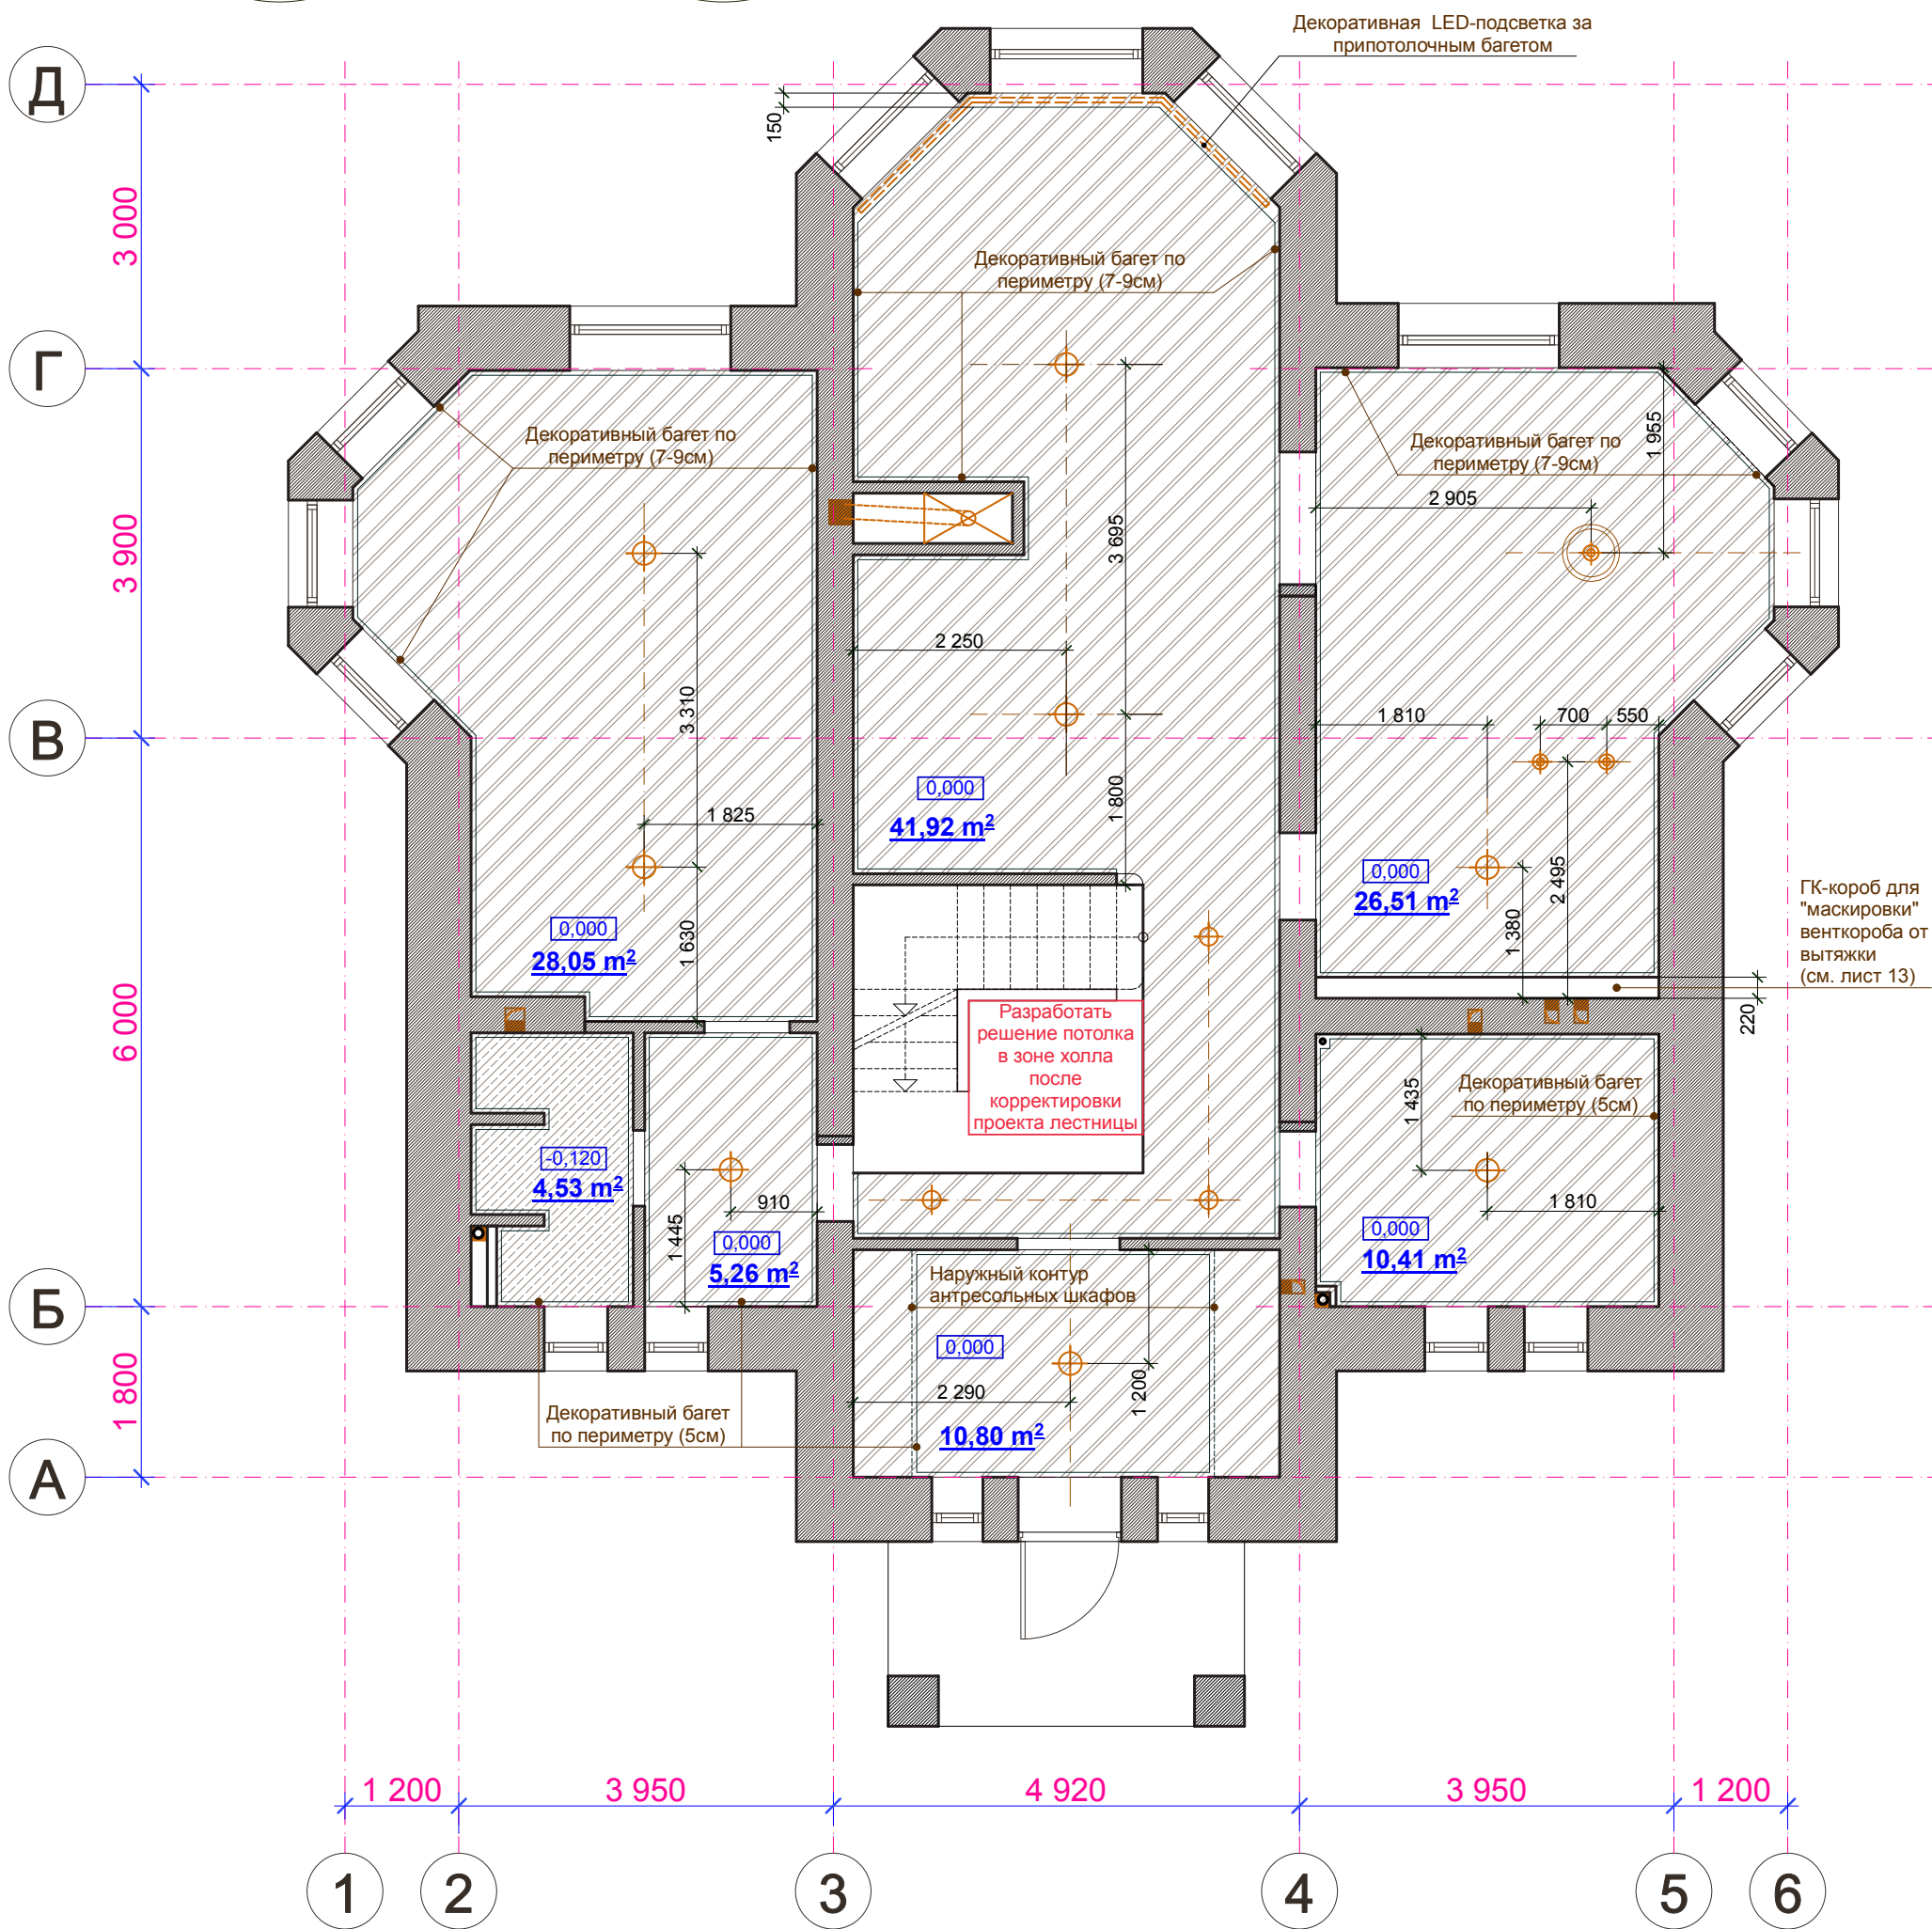 Декоративная LED-подсветка за
припотолочным багетом
Д
150
3 000
Декоративный багет по
периметру (7-9см)
Г
Декоративный багет по
периметру (7-9см)
Декоративный багет по
периметру (7-9см)
1 955
2 905
3 900
3 695
2 250
3 310
1 810
700
550
В
1 825
1 800
0,000
41,92 m²
2 495
0,000
26,51 m²
1 380
ГК-короб для
"маскировки"
венткороба от
вытяжки
(см. лист 13)
0,000
28,05 m²
1 630
220
6 000
Разработать
решение потолка
в зоне холла
после
корректировки
проекта лестницы
1 435
Декоративный багет
по периметру (5см)
-0,120
4,53 m²
910
1 445
0,000
5,26 m²
1 810
0,000
10,41 m²
Б
Наружный контур
антресольных шкафов
0,000
1 200
2 290
10,80 m²
1 800
Декоративный багет
по периметру (5см)
А
1 200
3 950
4 920
3 950
1 200
1
2
3
4
5
6